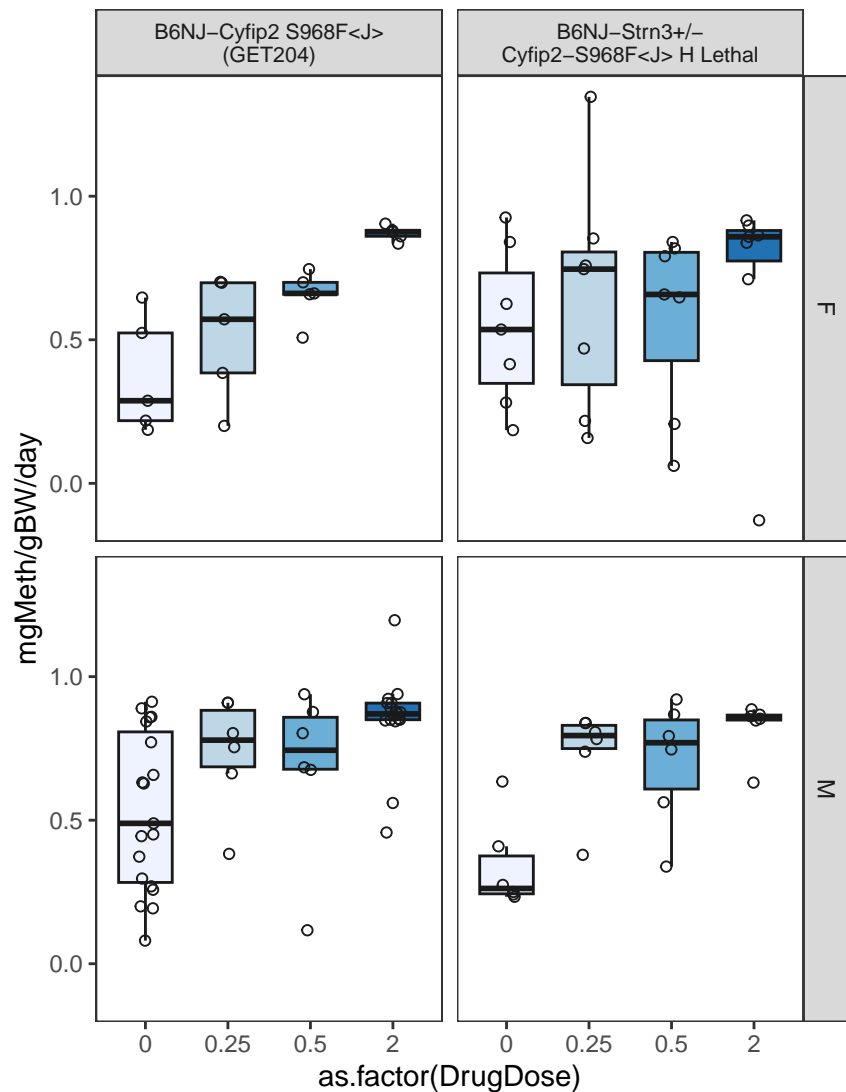 B6NJ−Cyfip2 S968F<J>
(GET204)
B6NJ−Strn3+/−
Cyfip2−S968F<J> H Lethal
1.0
0.5
0.0
F
mgMeth/gBW/day
1.0
0.5
0.0
M
0 0.25 0.5 2
0 0.25 0.5 2
as.factor(DrugDose)